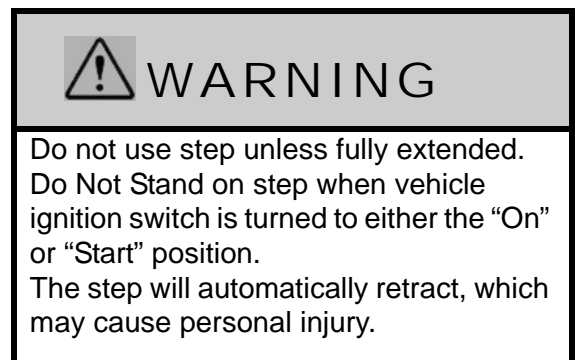 WARNING
Do not use step unless fully extended.
Do Not Stand on step when vehicle
ignition switch is turned to either the “On”
or “Start” position.
The step will automatically retract, which
may cause personal injury.